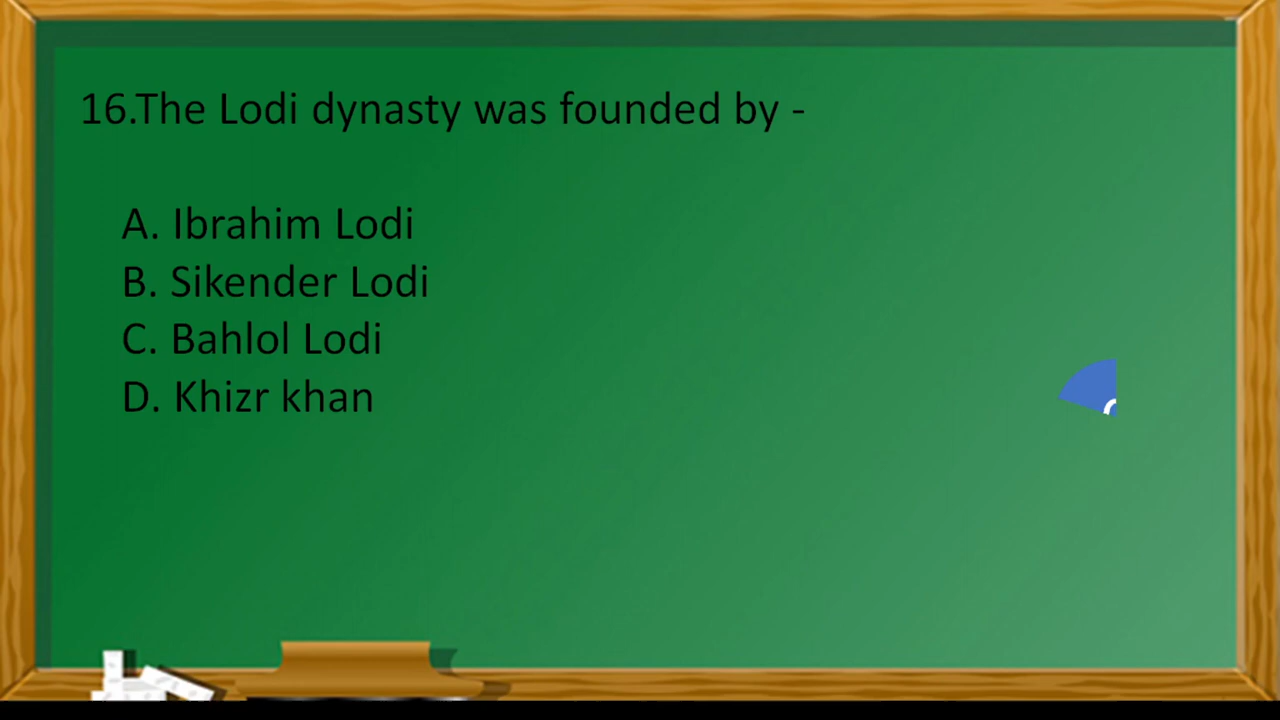 16.The Lodi dynasty was founded by -
A. Ibrahim Lodi
B. Sikender Lodi
C. Bahlol Lodi
D. Khizr khan